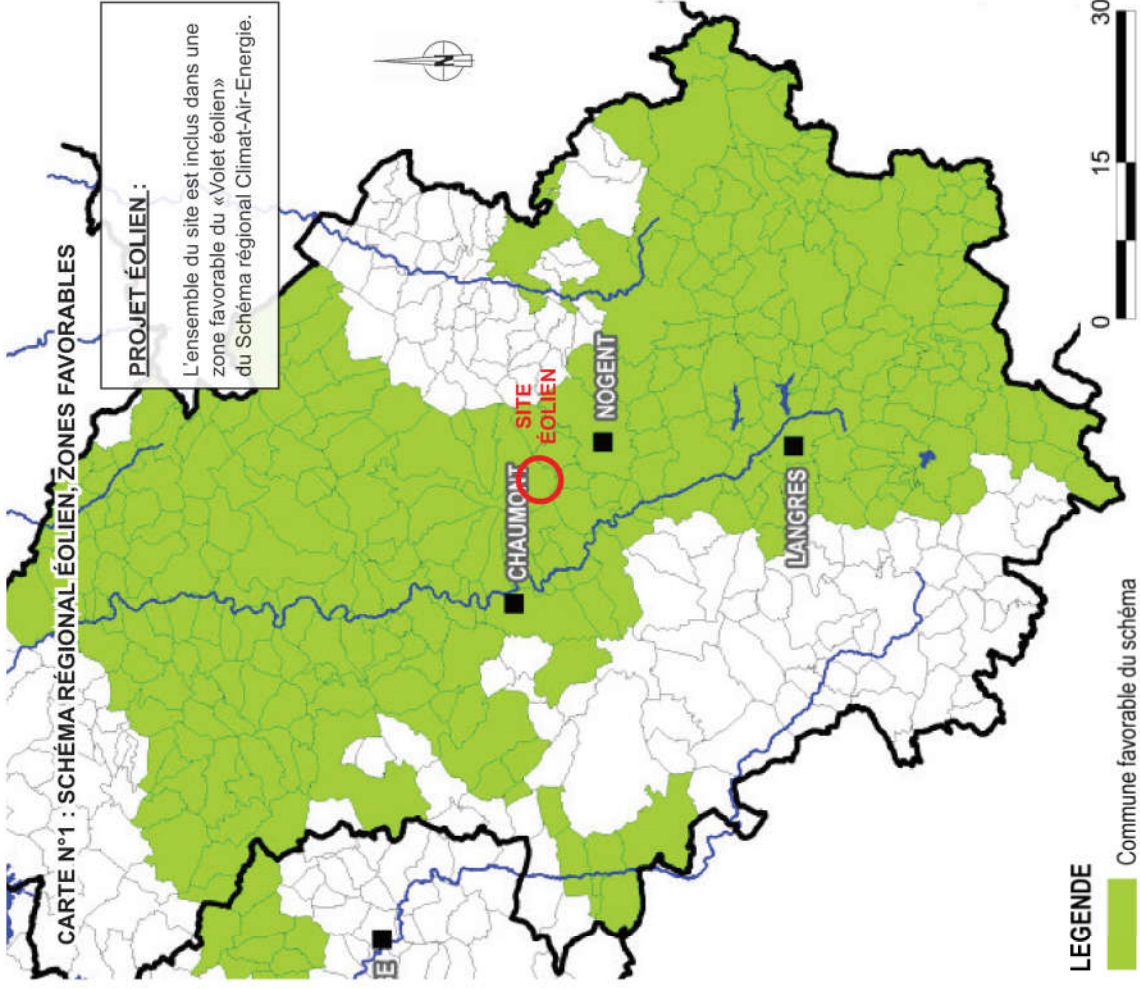 CARTE N°1 : SCHÉMA RÉGIONAL ÉOLIEN, ZONES FAVORABLES
PROJET ÉOLIEN :
L'ensemble du site est inclus dans une
zone favorable du «Volet éolien»
du Schéma régional Climat-Air-Energie.
N
CHAUMONT
SITE
ÉOLIEN
NOGENT
LANGRES
E
LEGENDE
Commune favorable du schéma
0 15 30